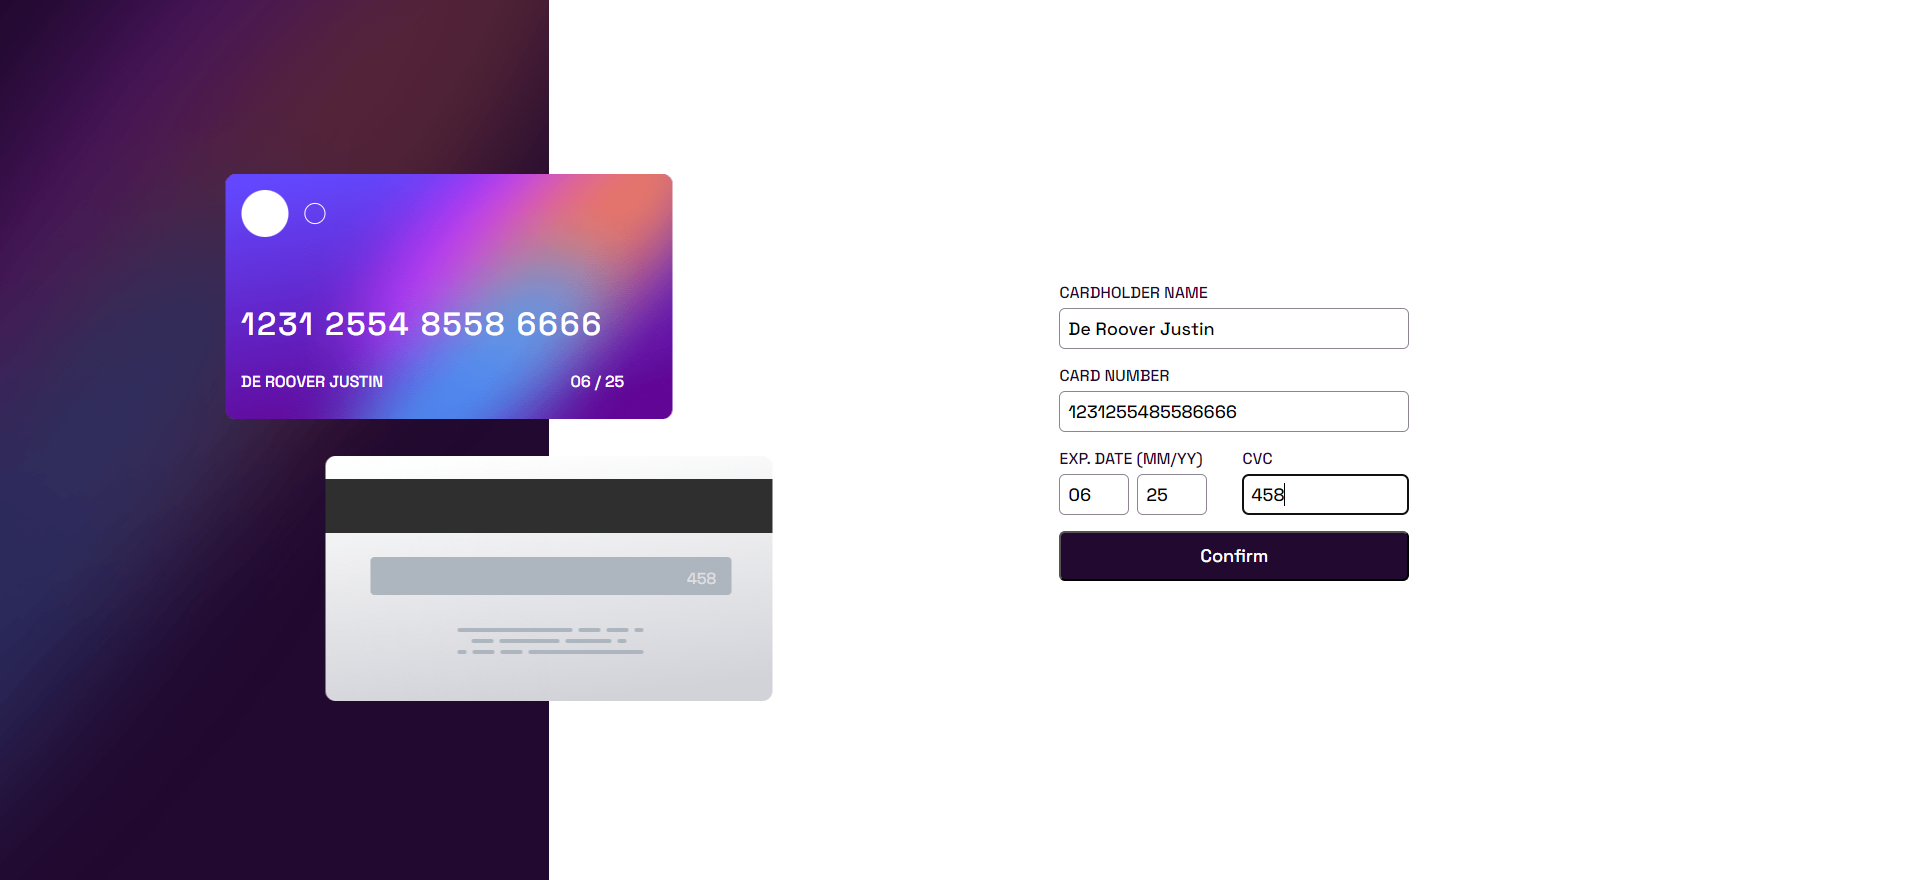 1231 2554 8558 6666
DE ROOVER JUSTIN 06 / 25
458
CARDHOLDER NAME
De Roover Justin
CARD NUMBER
1231255485586666
EXP. DATE (MM/YY) CVC
06 25 458
Confirm